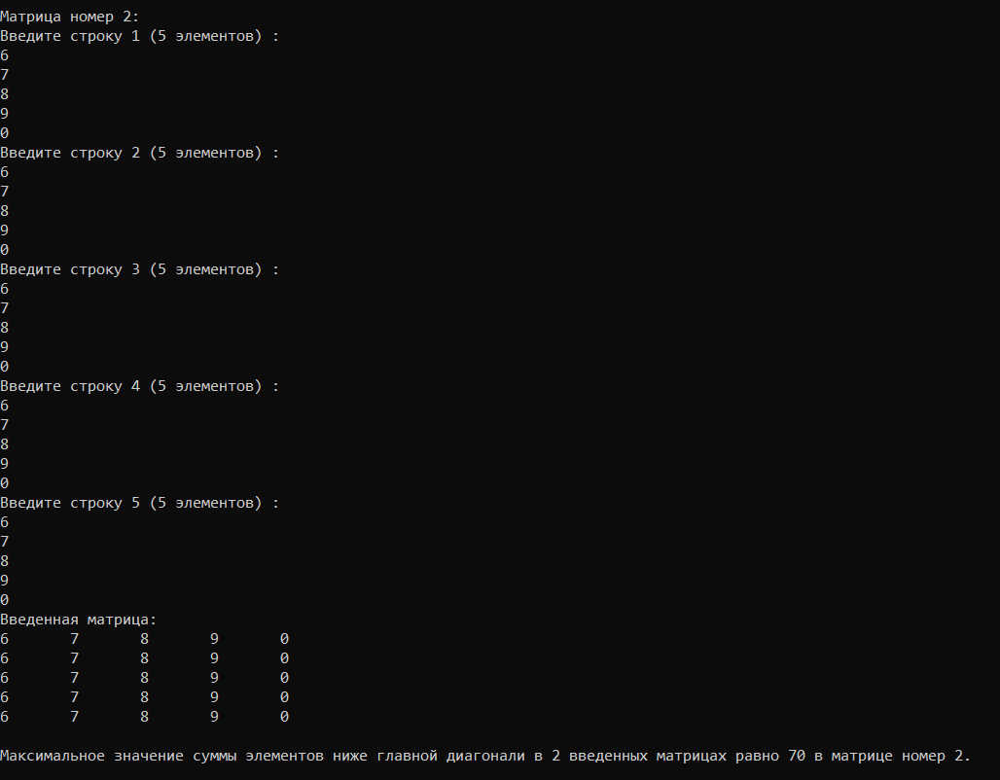 Матрица номер 2:
Введите строку 1 (5 элементов) :
6
7
8
9
0
Введите строку 2 (5 элементов) :
6
7
8
9
0
Введите строку 3 (5 элементов) :
6
7
8
9
0
Введите строку 4 (5 элементов) :
6
7
8
9
0
Введите строку 5 (5 элементов) :
6
7
8
9
0
Введенная матрица:
6 7 8 9 0
6 7 8 9 0
6 7 8 9 0
6 7 8 9 0
6 7 8 9 0
Максимальное значение суммы элементов ниже главной диагонали в 2 введенных матрицах равно 70 в матрице номер 2.